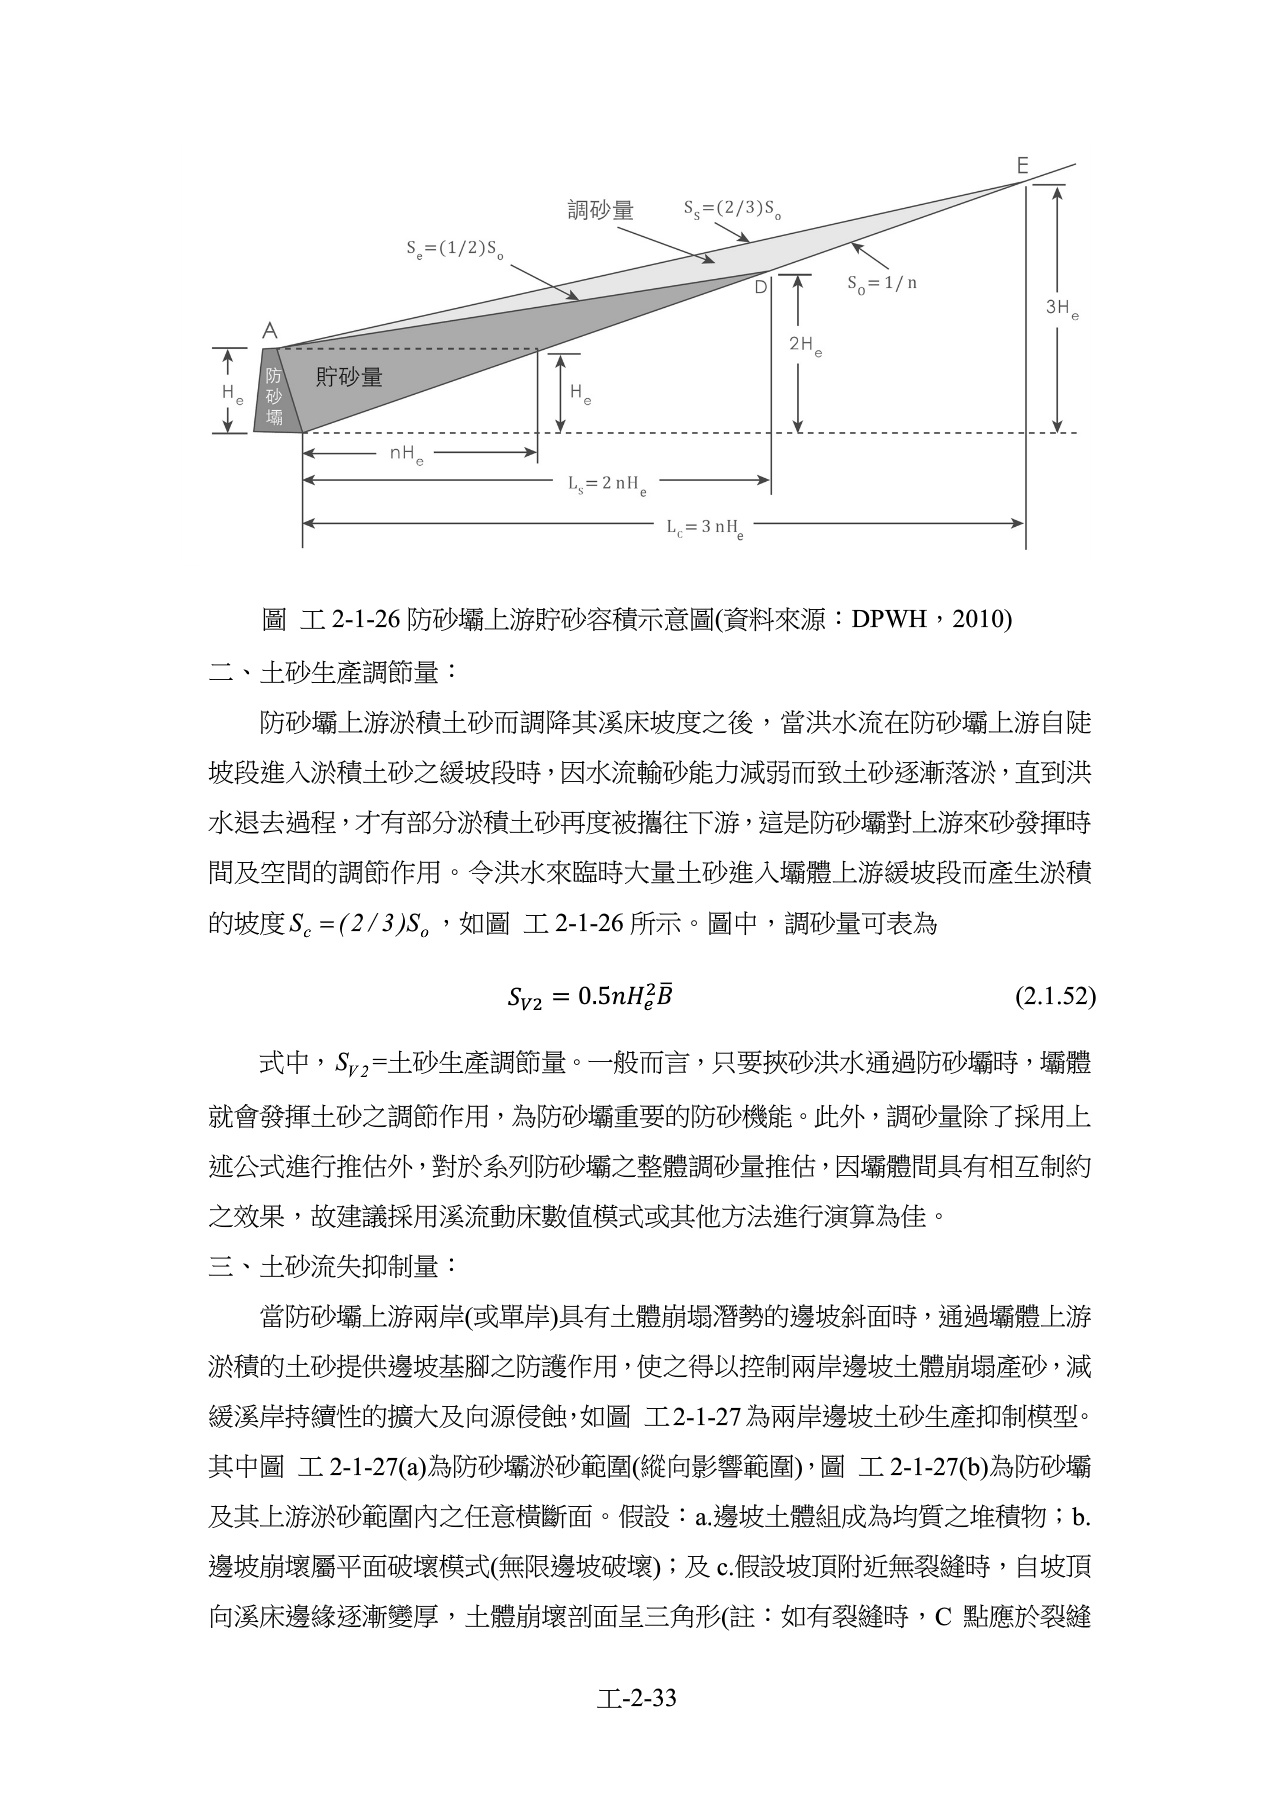 E
調砂量
Ss=(2/3)So
Se=(1/2)So
D
S0=1/n
3He
A
2He
防砂壩
貯砂量
He
He
nHe
Ls=2 nHe
Lc=3 nHe
圖 工 2-1-26 防砂壩上游貯砂容積示意圖(資料來源：DPWH，2010)
二、土砂生產調節量：
防砂壩上游淤積土砂而調降其溪床坡度之後，當洪水流在防砂壩上游自陡
坡段進入淤積土砂之緩坡段時，因水流輸砂能力減弱而致土砂逐漸落淤，直到洪
水退去過程，才有部分淤積土砂再度被攜往下游，這是防砂壩對上游來砂發揮時
間及空間的調節作用。令洪水來臨時大量土砂進入壩體上游緩坡段而產生淤積
的坡度 Sc =(2/3)So ，如圖 工 2-1-26 所示。圖中，調砂量可表為
SV2 = 0.5nHe²B̄ (2.1.52)
式中，SV2=土砂生產調節量。一般而言，只要挾砂洪水通過防砂壩時，壩體
就會發揮土砂之調節作用，為防砂壩重要的防砂機能。此外，調砂量除了採用上
述公式進行推估外，對於系列防砂壩之整體調砂量推估，因壩體間具有相互制約
之效果，故建議採用溪流動床數值模式或其他方法進行演算為佳。
三、土砂流失抑制量：
當防砂壩上游兩岸(或單岸)具有土體崩塌潛勢的邊坡斜面時，通過壩體上游
淤積的土砂提供邊坡基腳之防護作用，使之得以控制兩岸邊坡土體崩塌產砂，減
緩溪岸持續性的擴大及向源侵蝕，如圖 工 2-1-27 為兩岸邊坡土砂生產抑制模型。
其中圖 工 2-1-27(a)為防砂壩淤砂範圍(縱向影響範圍)，圖 工 2-1-27(b)為防砂壩
及其上游淤砂範圍內之任意橫斷面。假設：a.邊坡土體組成為均質之堆積物；b.
邊坡崩壞屬平面破壞模式(無限邊坡破壞)；及 c.假設坡頂附近無裂縫時，自坡頂
向溪床邊緣逐漸變厚，土體崩壞剖面呈三角形(註：如有裂縫時，C 點應於裂縫
工-2-33